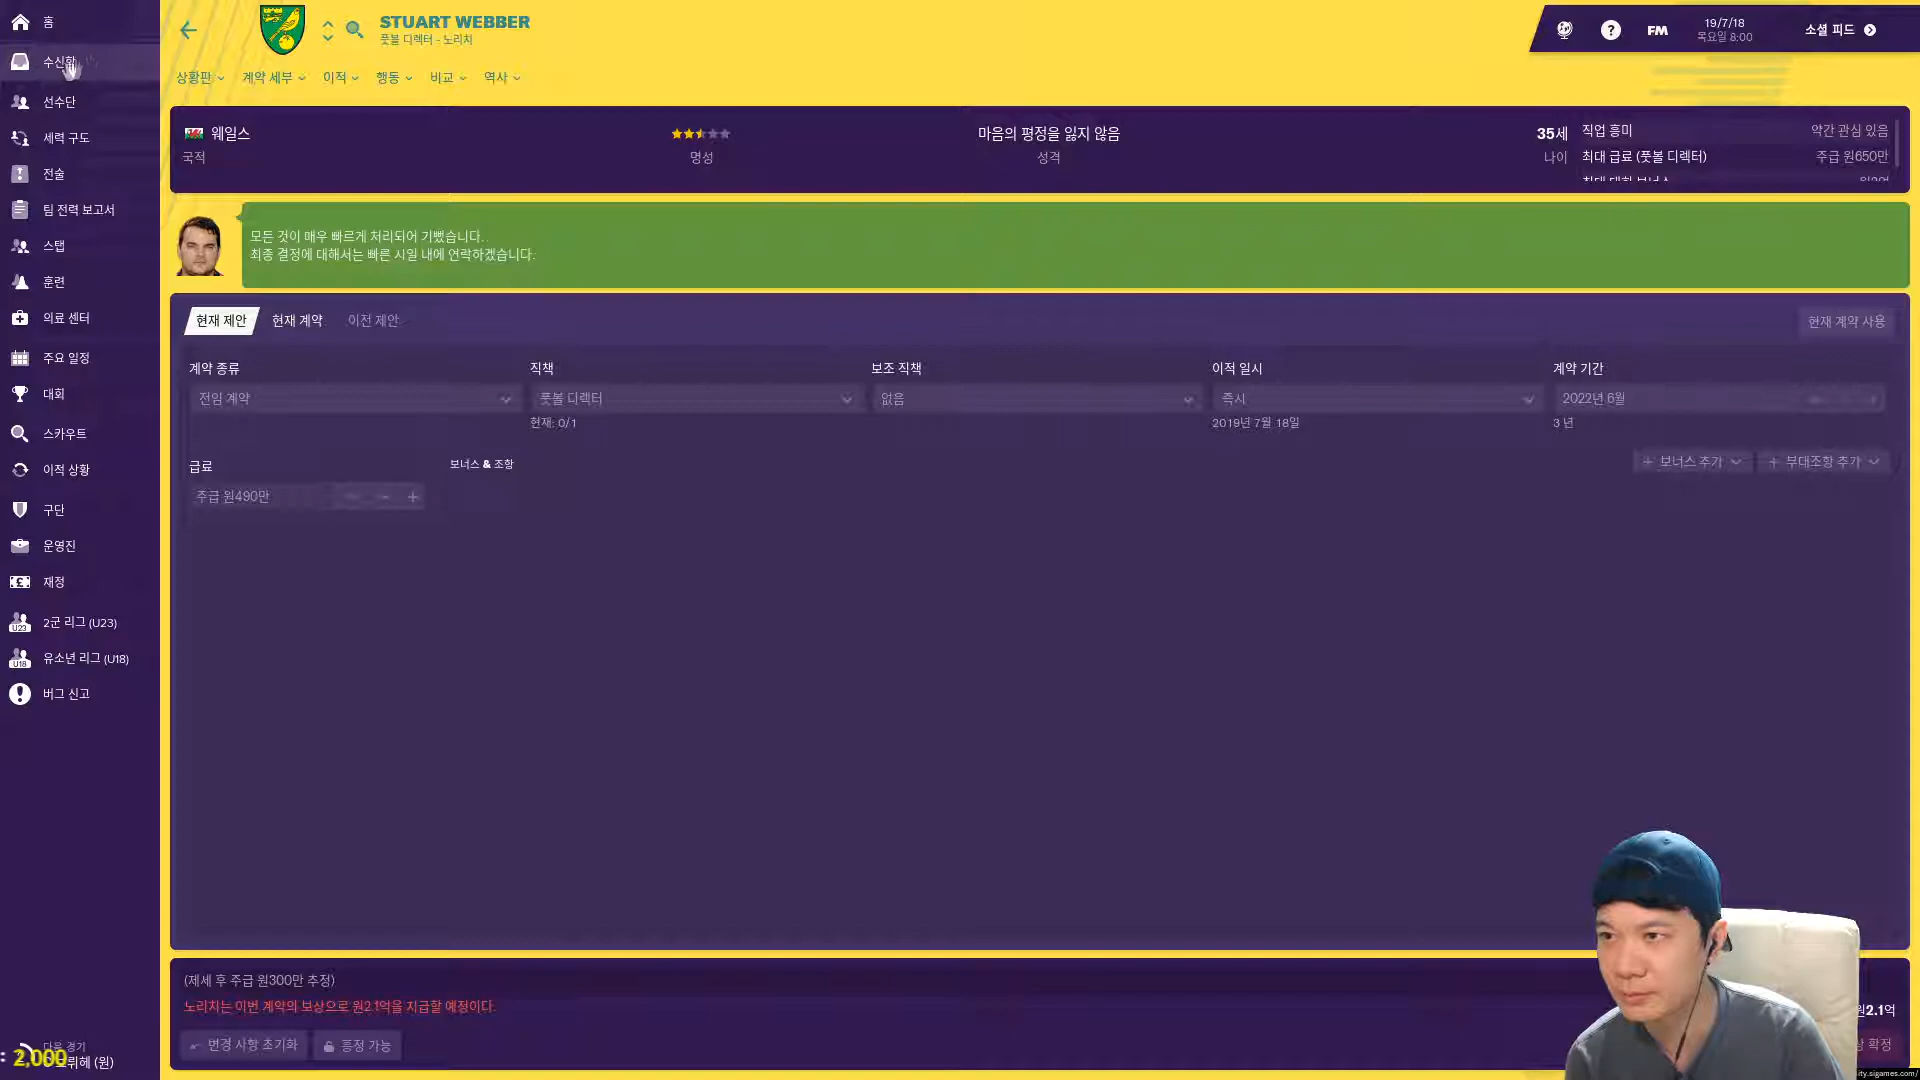 홈
수신함
선수단
세력 구도
전술
팀 전력 보고서
스탭
훈련
의료 센터
주요 일정
대회
스카우트
이적 상황
구단
운영진
재정
2군 리그 (U23)
유소년 리그 (U18)
버그 신고
다음 경기
2,000
STUART WEBBER
풋볼 디렉터 - 노리치
상황판
계약 세부
이적
행동
비교
역사
FM
19/7/18
목요일 8:00
소셜 피드
웨일스
국적
명성
마음의 평정을 잃지 않음
성격
35세
나이
직업 흥미
약간 관심 있음
최대 급료 (풋볼 디렉터)
주급 원650만
모든 것이 매우 빠르게 처리되어 기뻤습니다.
최종 결정에 대해서는 빠른 시일 내에 연락하겠습니다.
현재 제안
현재 계약
이전 제안
현재 계약 사용
계약 종류
직책
보조 직책
이적 일시
계약 기간
전임 계약
풋볼 디렉터
없음
즉시
2022년 6월
현재: 0/1
2019년 7월 18일
3 년
급료
보너스 & 조항
+ 보너스 추가
+ 부대조항 추가
주급 원490만
(제세 후 주급 원300만 추정)
노리치는 이번 계약의 보상으로 원2.1억을 지급할 예정이다.
변경 사항 초기화
흥정 가능
원2.1억
확정